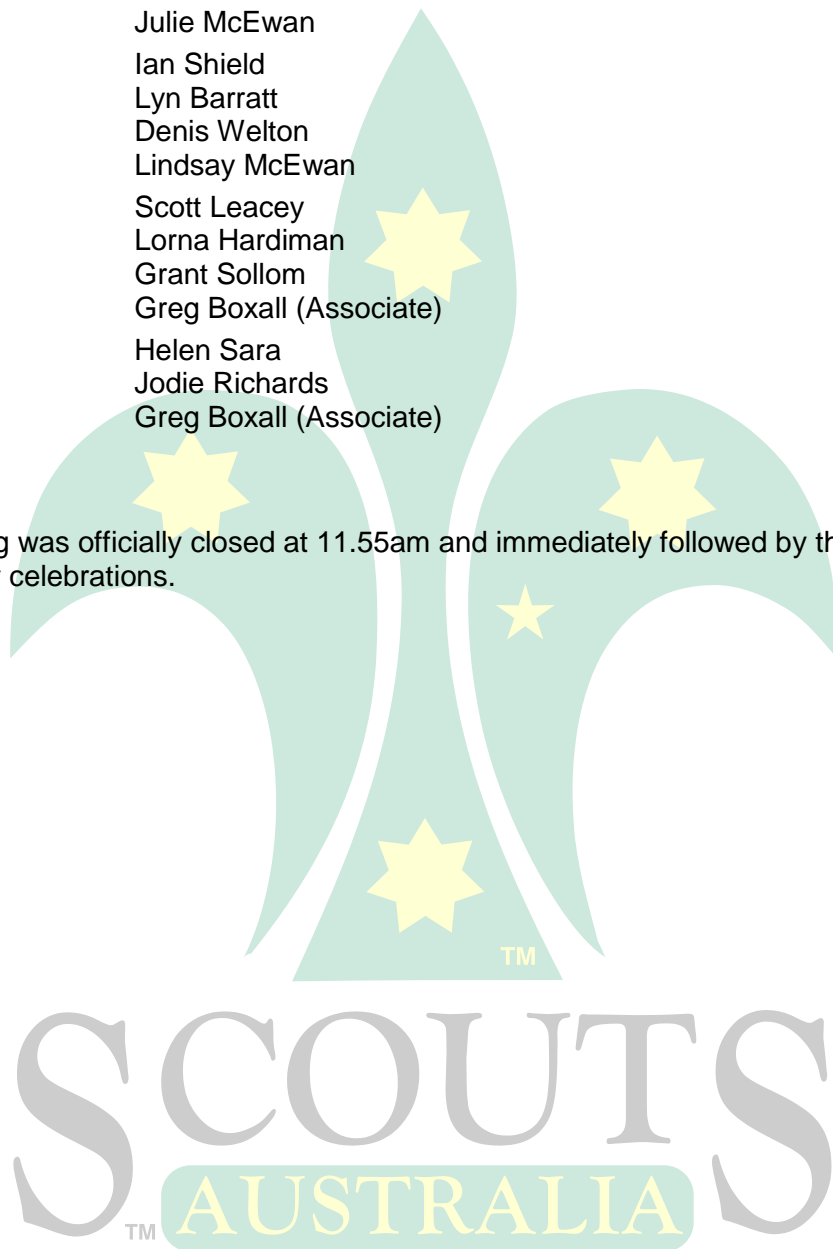 Julie McEwan
Ian Shield
Lyn Barratt
Denis Welton
Lindsay McEwan
Scott Leacey
Lorna Hardiman
Grant Sollom
Greg Boxall (Associate)
Helen Sara
Jodie Richards
Greg Boxall (Associate)
was officially closed at 11.55am and immediately followed by
celebrations.
TM
SCOUTS
TM AUSTRALIA